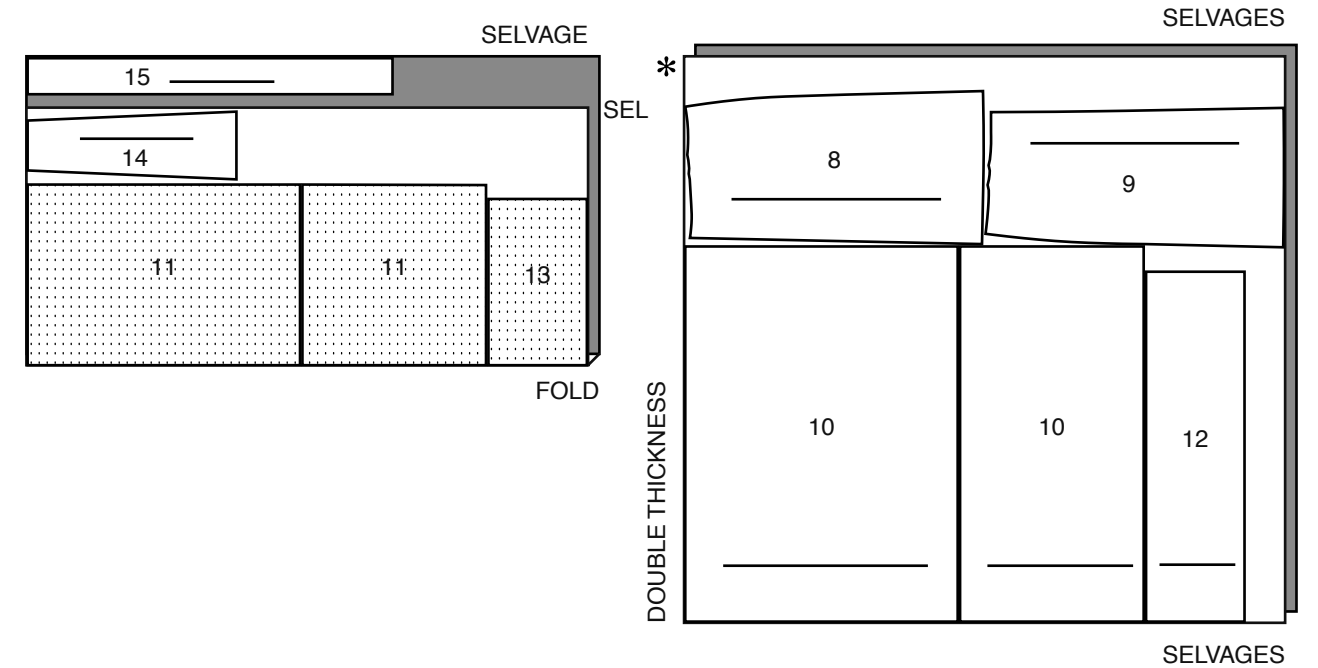 SELVAGE
15
SEL
14
11 11 13
FOLD
SELVAGES
*
8
9
10 10 12
DOUBLE THICKNESS
SELVAGES